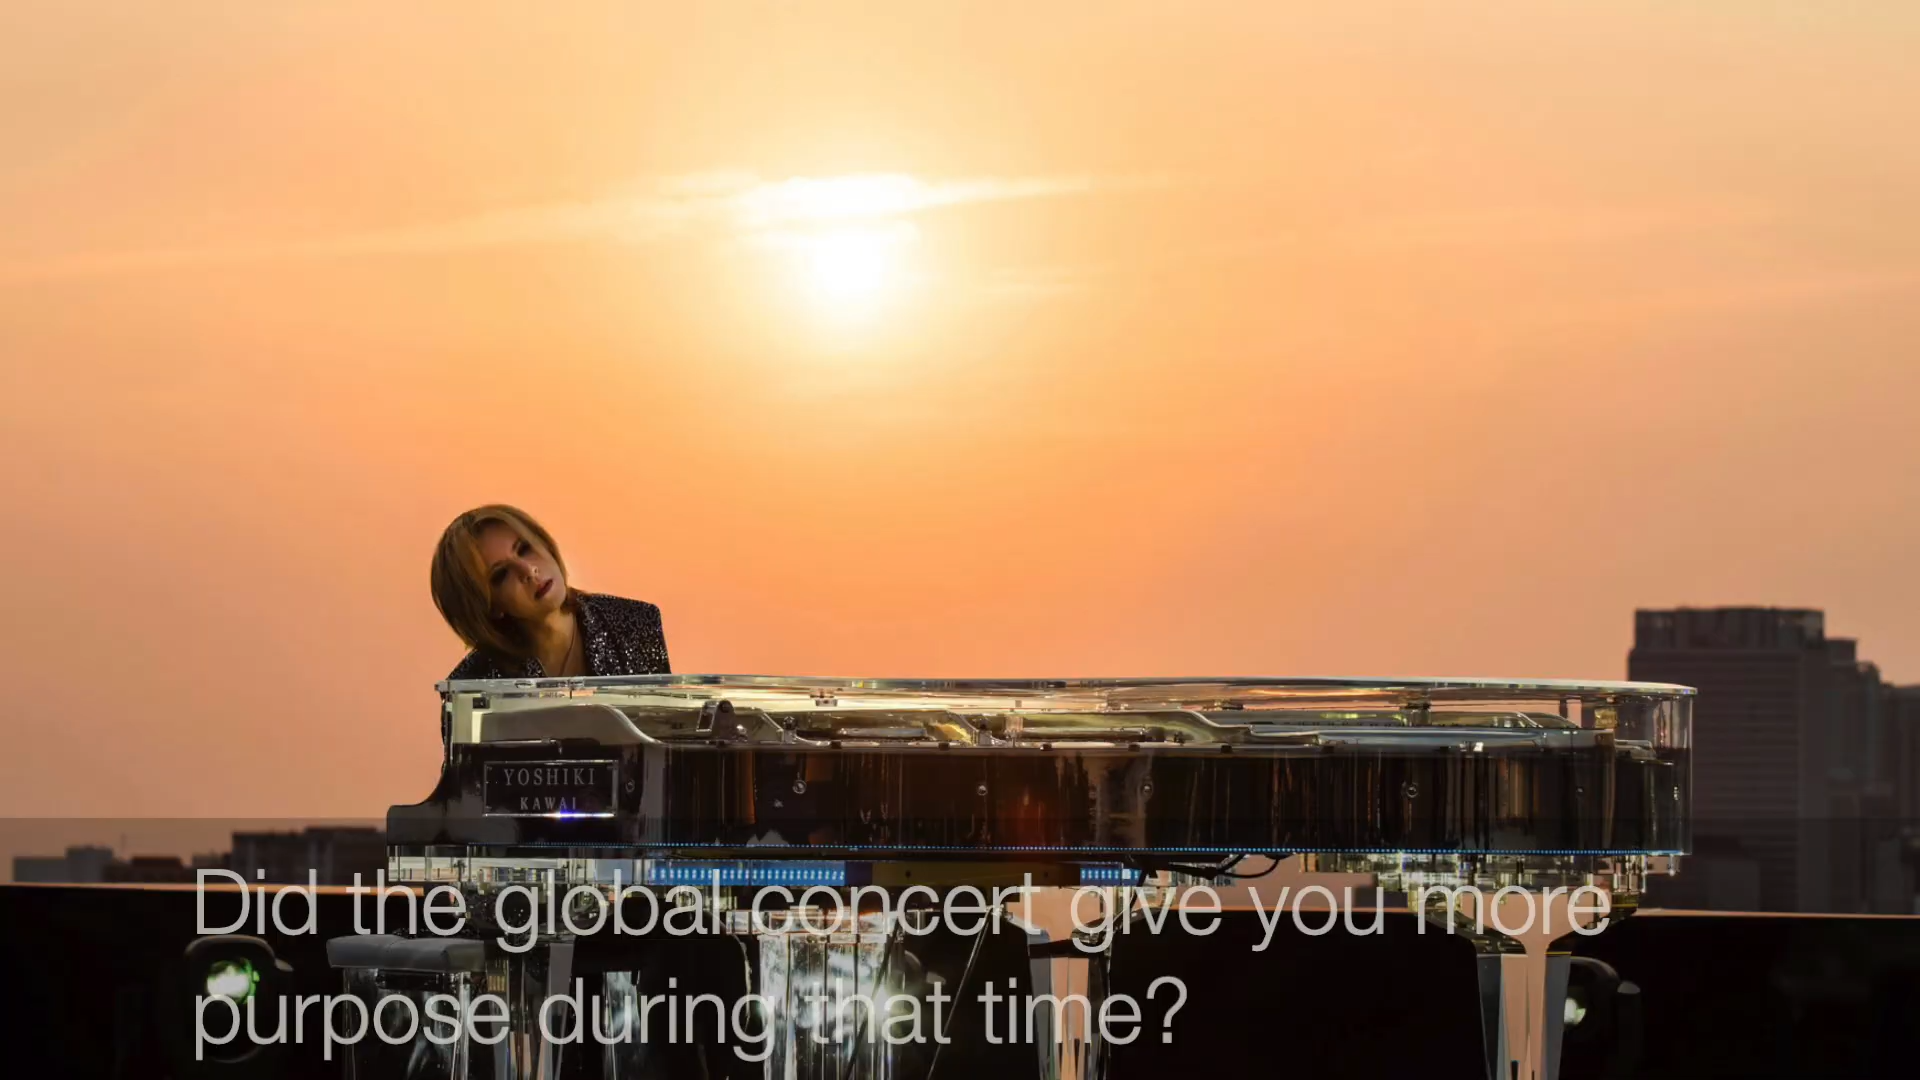 YOSHIKI
KAWAI
Did the global concert give you more
purpose during that time?